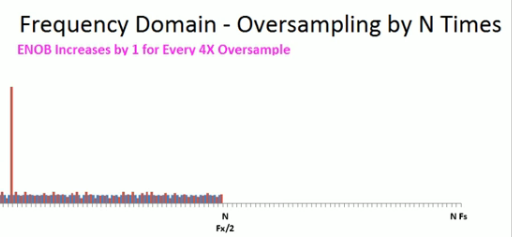 Frequency Domain - Oversampling by N Times
ENOB Increases by 1 for Every 4X Oversample
N
N Fs
Fx/2